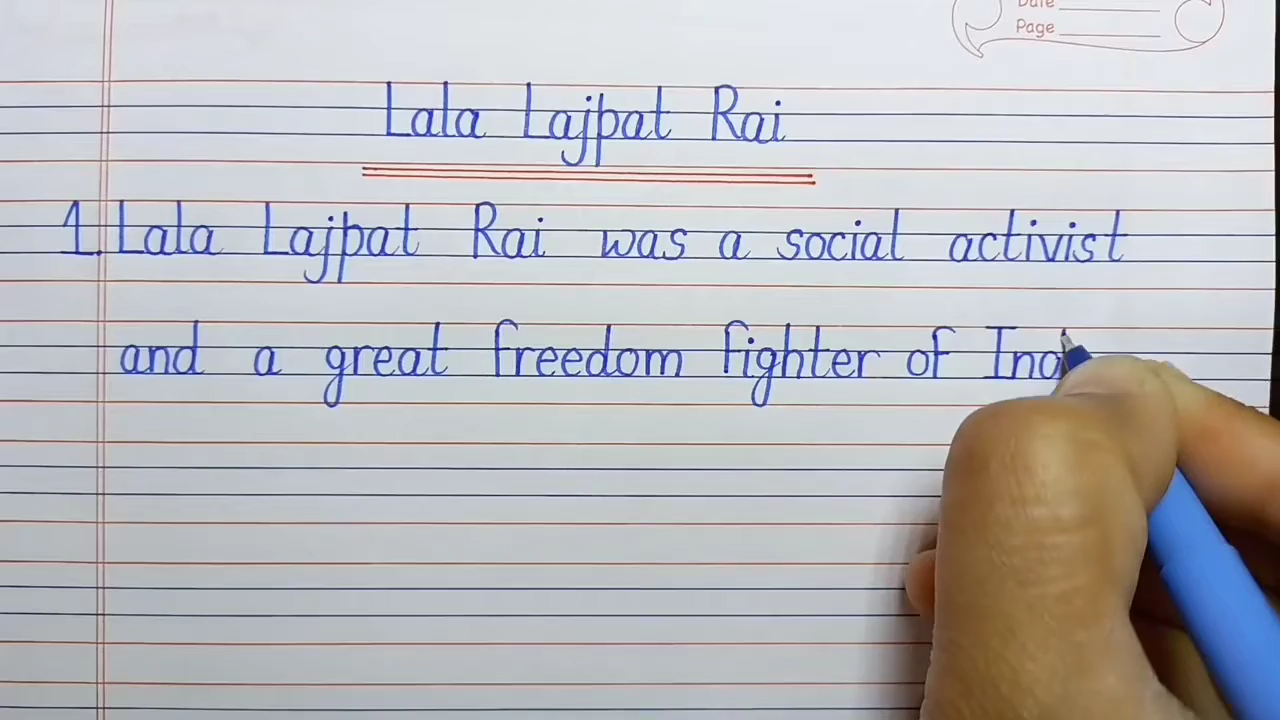 Date
Page
Lala Lajpat Rai
1. Lala Lajpat Rai was a social activist
and a great freedom fighter of